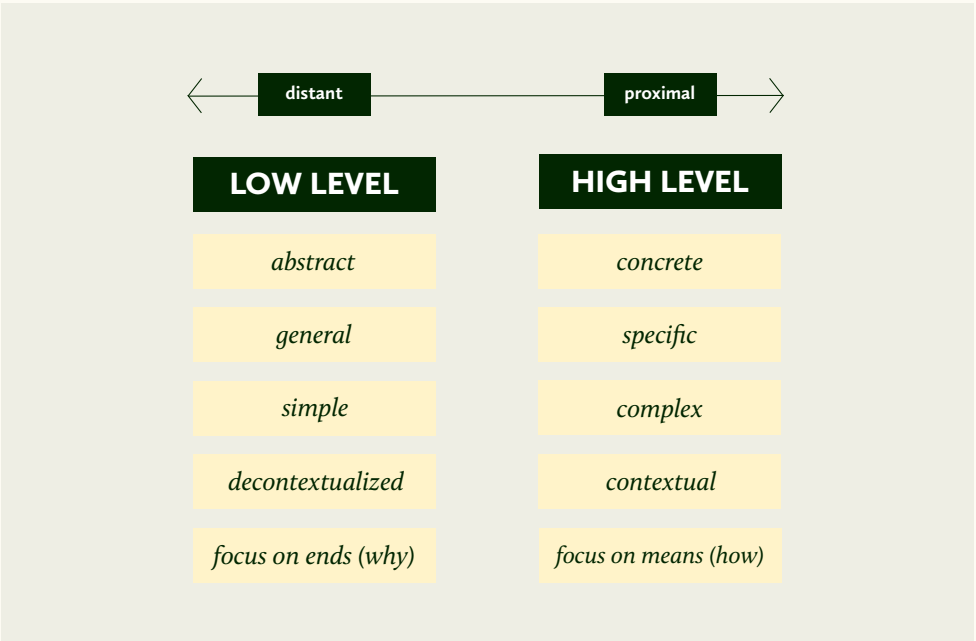 distant
proximal
LOW LEVEL
HIGH LEVEL
abstract
concrete
general
specific
simple
complex
decontextualized
contextual
focus on ends (why)
focus on means (how)